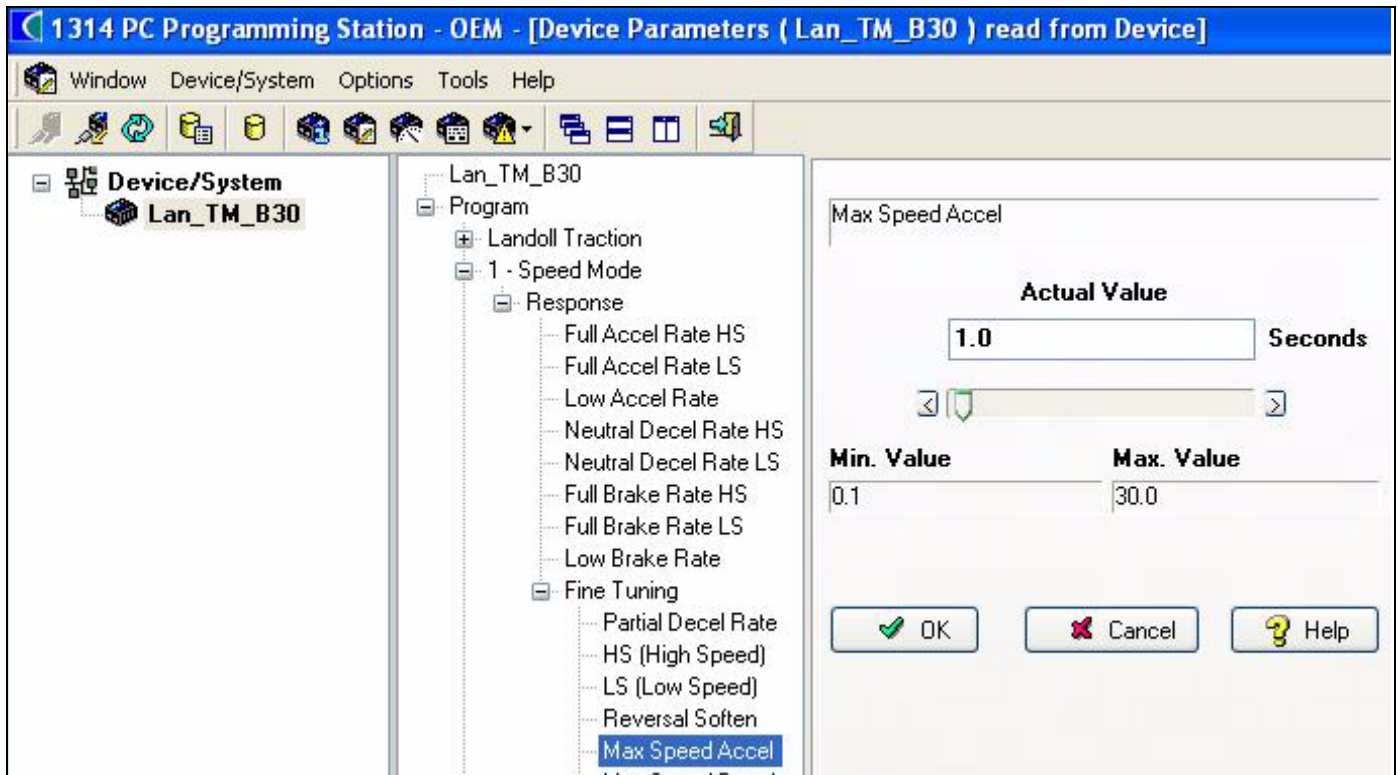 1314 PC Programming Station - OEM - [Device Parameters ( Lan_TM_B30 ) read from Device]
Window Device/System Options Tools Help
Device/System
Lan_TM_B30
Lan_TM_B30
Program
Landoll Traction
1 - Speed Mode
Response
Full Accel Rate HS
Full Accel Rate LS
Low Accel Rate
Neutral Decel Rate HS
Neutral Decel Rate LS
Full Brake Rate HS
Full Brake Rate LS
Low Brake Rate
Fine Tuning
Partial Decel Rate
HS (High Speed)
LS (Low Speed)
Reversal Soften
Max Speed Accel
Max Speed Accel
Actual Value
1.0 Seconds
Min. Value Max. Value
0.1 30.0
OK Cancel Help